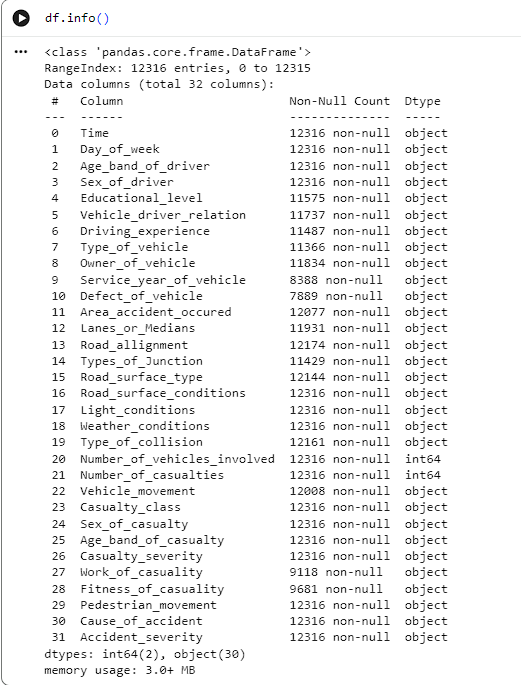 df.info()
<class 'pandas.core.frame.DataFrame'>
RangeIndex: 12316 entries, 0 to 12315
Data columns (total 32 columns):
 #   Column                       Non-Null Count  Dtype
---  ------                       --------------  -----
 0   Time                         12316 non-null  object
 1   Day_of_week                  12316 non-null  object
 2   Age_band_of_driver           12316 non-null  object
 3   Sex_of_driver                12316 non-null  object
 4   Educational_level            11575 non-null  object
 5   Vehicle_driver_relation      11737 non-null  object
 6   Driving_experience           11487 non-null  object
 7   Type_of_vehicle              11366 non-null  object
 8   Owner_of_vehicle             11834 non-null  object
 9   Service_year_of_vehicle      8388 non-null   object
 10  Defect_of_vehicle            7889 non-null   object
 11  Area_accident_occured        12077 non-null  object
 12  Lanes_or_Medians             11931 non-null  object
 13  Road_allignment              12174 non-null  object
 14  Types_of_Junction            11429 non-null  object
 15  Road_surface_type            12144 non-null  object
 16  Road_surface_conditions      12316 non-null  object
 17  Light_conditions             12316 non-null  object
 18  Weather_conditions           12316 non-null  object
 19  Type_of_collision            12161 non-null  object
 20  Number_of_vehicles_involved  12316 non-null  int64
 21  Number_of_casualties         12316 non-null  int64
 22  Vehicle_movement             12008 non-null  object
 23  Casualty_class               12316 non-null  object
 24  Sex_of_casualty              12316 non-null  object
 25  Age_band_of_casualty         12316 non-null  object
 26  Casualty_severity            12316 non-null  object
 27  Work_of_casuality            9118 non-null   object
 28  Fitness_of_casuality         9681 non-null   object
 29  Pedestrian_movement          12316 non-null  object
 30  Cause_of_accident            12316 non-null  object
 31  Accident_severity            12316 non-null  object
dtypes: int64(2), object(30)
memory usage: 3.0+ MB